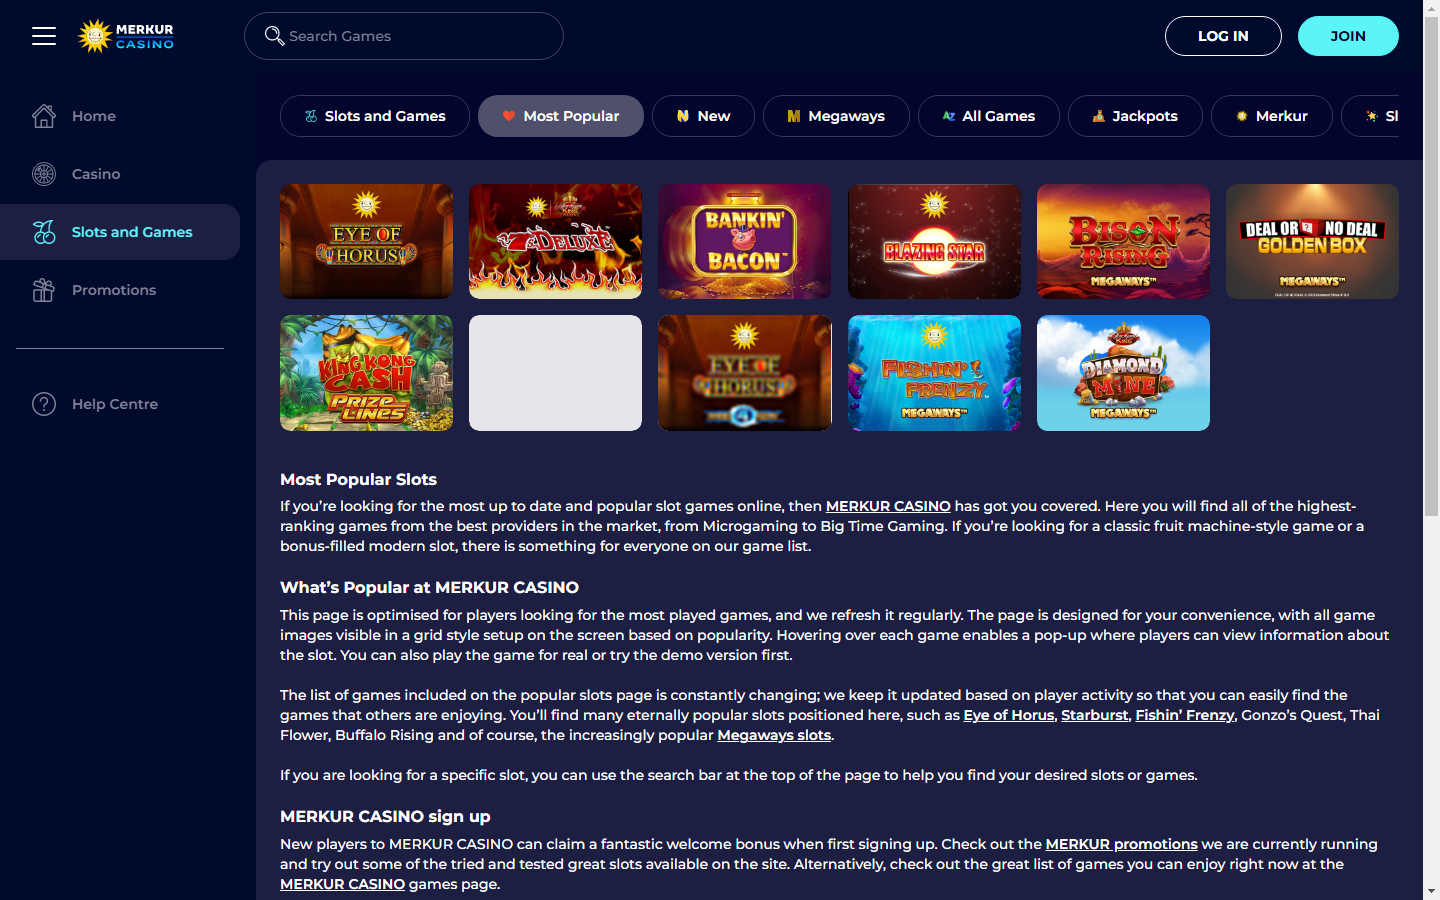 MERKUR
CASINO
Search Games
LOG IN
JOIN
Home
Casino
Slots and Games
Promotions
Help Centre
Slots and Games
Most Popular
New
Megaways
All Games
Jackpots
Merkur
Sl
EYE OF
HORUS
KING
7's DELUXE
BANKIN'
BACON™
BLAZING STAR
BISON
RISING
MEGAWAYS™
DEAL OR NO DEAL
GOLDEN BOX
MEGAWAYS™
KING KONG
CASH
PRIZE
LINES
EYE OF
HORUS
FISHIN'
FRENZY
MEGAWAYS™
KING
DIAMOND
MINE
MEGAWAYS™
Most Popular Slots
If you’re looking for the most up to date and popular slot games online, then MERKUR CASINO has got you covered. Here you will find all of the highest-
ranking games from the best providers in the market, from Microgaming to Big Time Gaming. If you’re looking for a classic fruit machine-style game or a
bonus-filled modern slot, there is something for everyone on our game list.
What’s Popular at MERKUR CASINO
This page is optimised for players looking for the most played games, and we refresh it regularly. The page is designed for your convenience, with all game
images visible in a grid style setup on the screen based on popularity. Hovering over each game enables a pop-up where players can view information about
the slot. You can also play the game for real or try the demo version first.
The list of games included on the popular slots page is constantly changing; we keep it updated based on player activity so that you can easily find the
games that others are enjoying. You’ll find many eternally popular slots positioned here, such as Eye of Horus, Starburst, Fishin’ Frenzy, Gonzo’s Quest, Thai
Flower, Buffalo Rising and of course, the increasingly popular Megaways slots.
If you are looking for a specific slot, you can use the search bar at the top of the page to help you find your desired slots or games.
MERKUR CASINO sign up
New players to MERKUR CASINO can claim a fantastic welcome bonus when first signing up. Check out the MERKUR promotions we are currently running
and try out some of the tried and tested great slots available on the site. Alternatively, check out the great list of games you can enjoy right now at the
MERKUR CASINO games page.